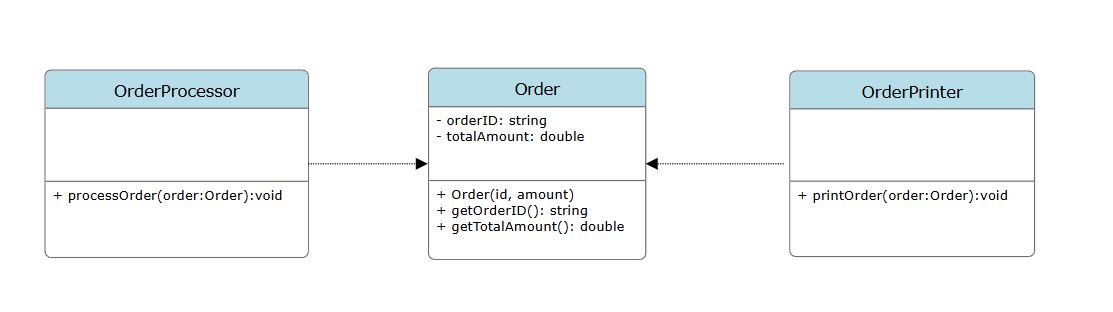 OrderProcessor
+ processOrder(order:Order):void
Order
- orderID: string
- totalAmount: double
+ Order(id, amount)
+ getOrderID(): string
+ getTotalAmount(): double
OrderPrinter
+ printOrder(order:Order):void